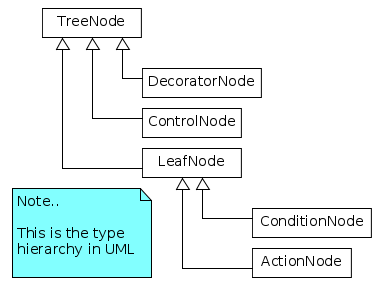 TreeNode
DecoratorNode
ControlNode
LeafNode
Note..
This is the type
hierarchy in UML
ConditionNode
ActionNode